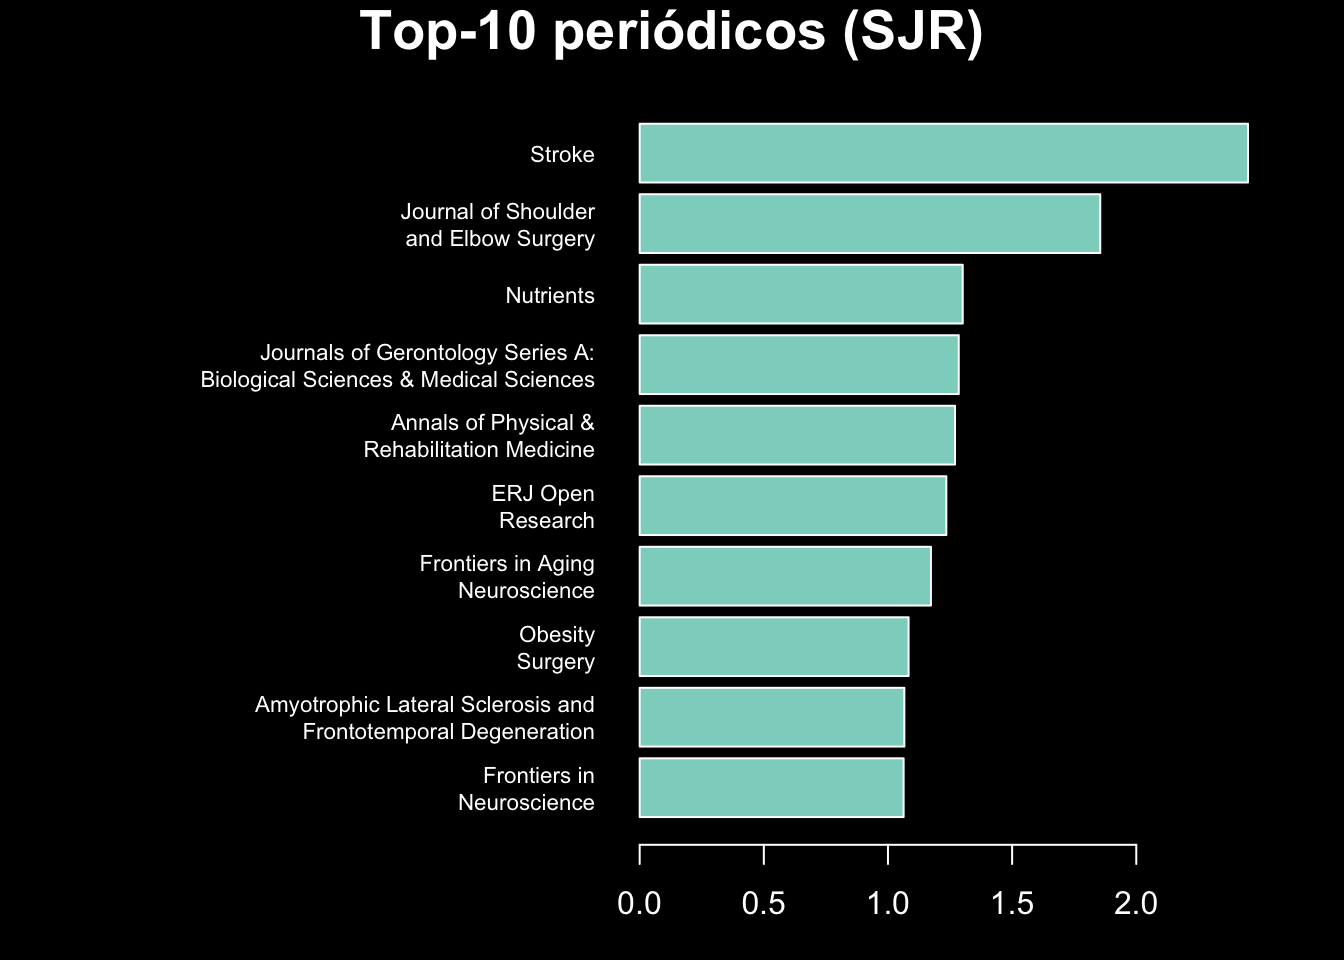 Top-10 periódicos (SJR)
Stroke
Journal of Shoulder
and Elbow Surgery
Nutrients
Journals of Gerontology Series A:
Biological Sciences & Medical Sciences
Annals of Physical &
Rehabilitation Medicine
ERJ Open
Research
Frontiers in Aging
Neuroscience
Obesity
Surgery
Amyotrophic Lateral Sclerosis and
Frontotemporal Degeneration
Frontiers in
Neuroscience
0.0 0.5 1.0 1.5 2.0